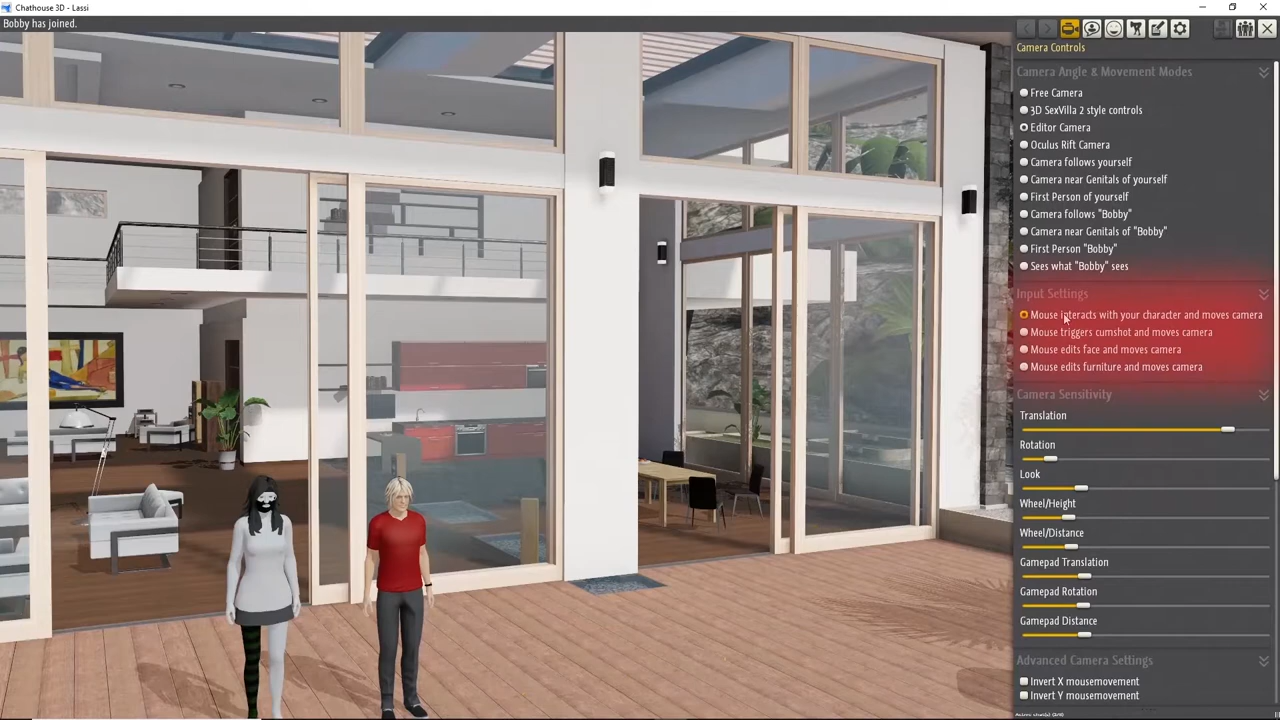 Chathouse 3D - Lassi
Bobby has joined.
Camera Controls
Camera Angle & Movement Modes
Free Camera
3D SexVilla 2 style controls
Editor Camera
Oculus Rift Camera
Camera follows yourself
Camera near Genitals of yourself
First Person of yourself
Camera follows "Bobby"
Camera near Genitals of "Bobby"
First Person "Bobby"
Sees what "Bobby" sees
Input Settings
Mouse interacts with your character and moves camera
Mouse triggers cumshot and moves camera
Mouse edits face and moves camera
Mouse edits furniture and moves camera
Camera Sensitivity
Translation
Rotation
Look
Wheel/Height
Wheel/Distance
Gamepad Translation
Gamepad Rotation
Gamepad Distance
Advanced Camera Settings
Invert X mousemovement
Invert Y mousemovement